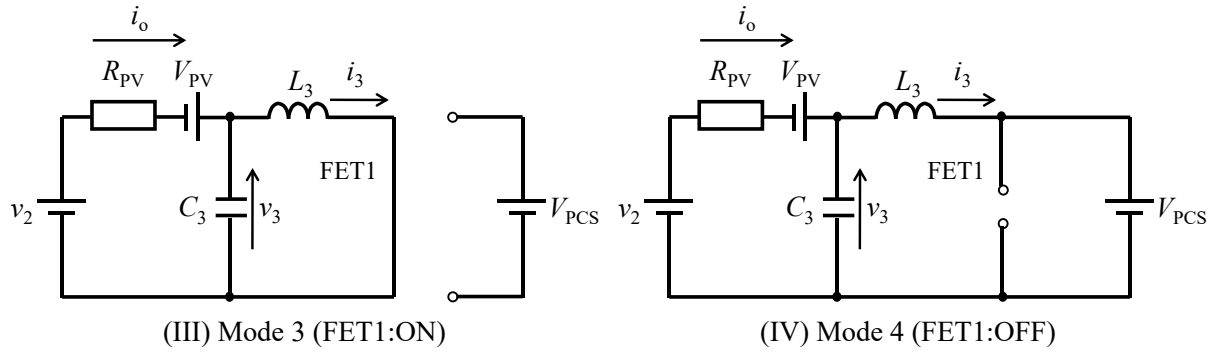 i_o
R_PV V_PV L_3 i_3
FET1
v_2 C_3 v_3 V_PCS
(III) Mode 3 (FET1:ON)
i_o
R_PV V_PV L_3 i_3
FET1
v_2 C_3 v_3 V_PCS
(IV) Mode 4 (FET1:OFF)